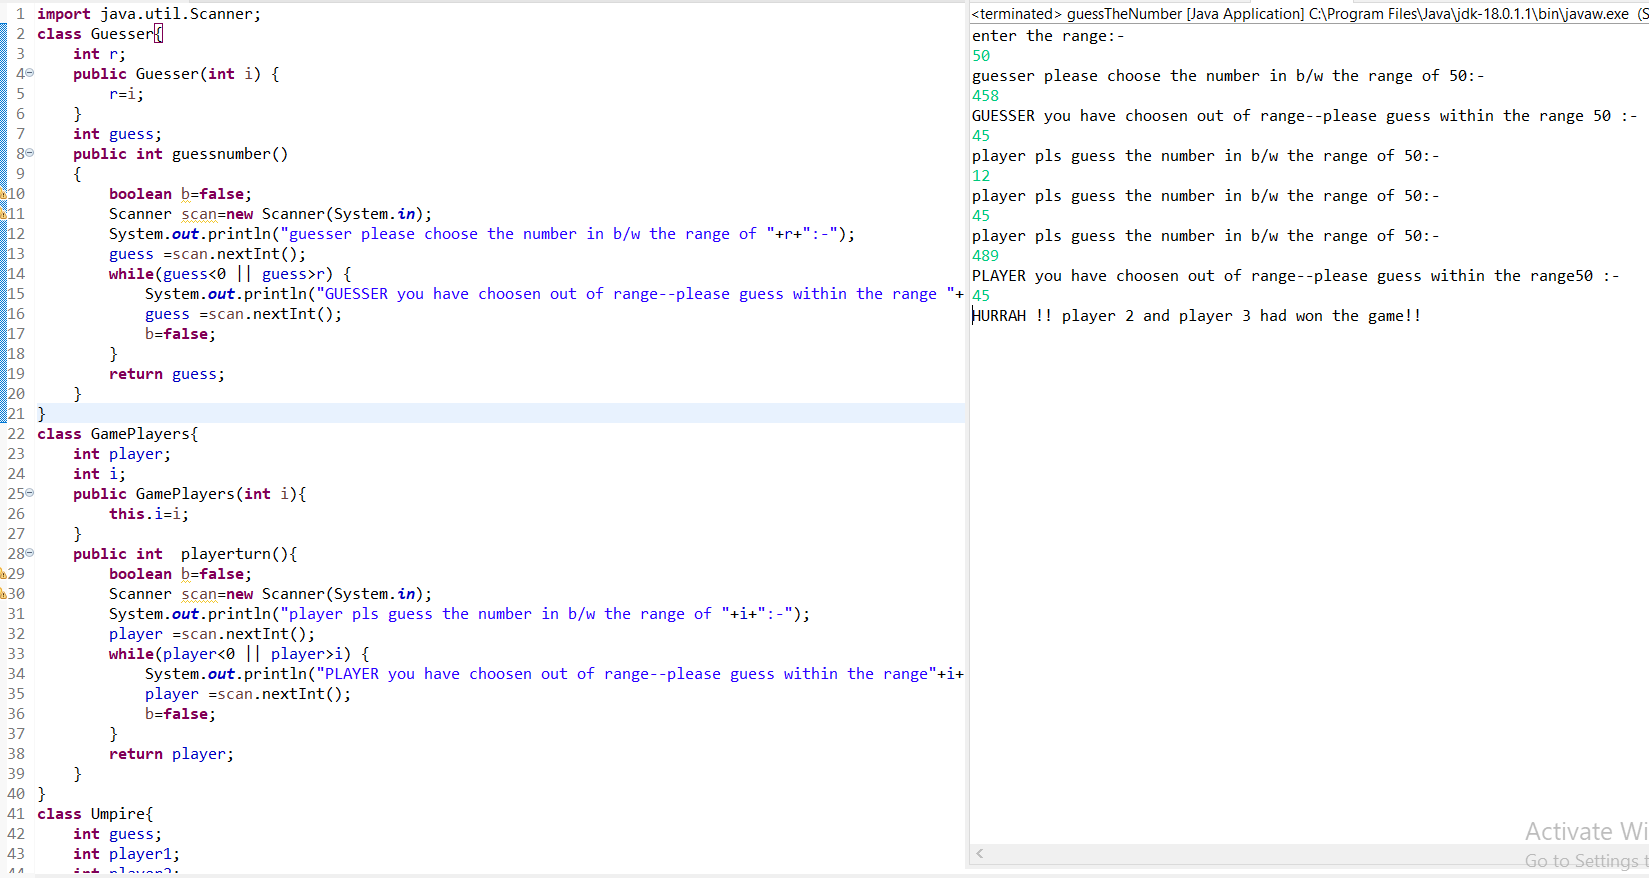 1 import java.util.Scanner;
2 class Guesser{
3 int r;
4 public Guesser(int i) {
5 r=i;
6 }
7 int guess;
8 public int guessnumber()
9 {
10 boolean b=false;
11 Scanner scan=new Scanner(System.in);
12 System.out.println("guesser please choose the number in b/w the range of "+r+":-");
13 guess =scan.nextInt();
14 while(guess<0 || guess>r) {
15 System.out.println("GUESSER you have choosen out of range--please guess within the range "+
16 guess =scan.nextInt();
17 b=false;
18 }
19 return guess;
20 }
21 }
22 class GamePlayers{
23 int player;
24 int i;
25 public GamePlayers(int i){
26 this.i=i;
27 }
28 public int  playerturn(){
29 boolean b=false;
30 Scanner scan=new Scanner(System.in);
31 System.out.println("player pls guess the number in b/w the range of "+i+":-");
32 player =scan.nextInt();
33 while(player<0 || player>i) {
34 System.out.println("PLAYER you have choosen out of range--please guess within the range"+i+
35 player =scan.nextInt();
36 b=false;
37 }
38 return player;
39 }
40 }
41 class Umpire{
42 int guess;
43 int player1;
44 int player2;
<terminated> guessTheNumber [Java Application] C:\Program Files\Java\jdk-18.0.1.1\bin\javaw.exe (S
enter the range:-
50
guesser please choose the number in b/w the range of 50:-
458
GUESSER you have choosen out of range--please guess within the range 50 :-
45
player pls guess the number in b/w the range of 50:-
12
player pls guess the number in b/w the range of 50:-
45
player pls guess the number in b/w the range of 50:-
489
PLAYER you have choosen out of range--please guess within the range50 :-
45
HURRAH !! player 2 and player 3 had won the game!!
Activate Wi
Go to Settings t